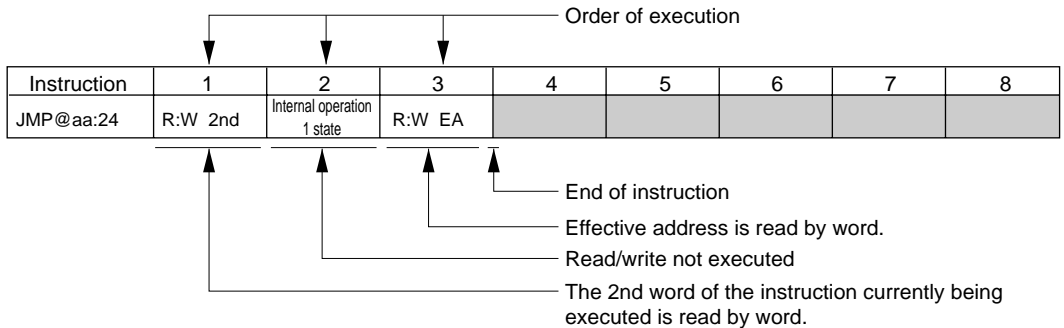 Order of execution
Instruction 1 2 3 4 5 6 7 8
JMP@aa:24 R:W 2nd Internal operation 1 state R:W EA
End of instruction
Effective address is read by word.
Read/write not executed
The 2nd word of the instruction currently being
executed is read by word.